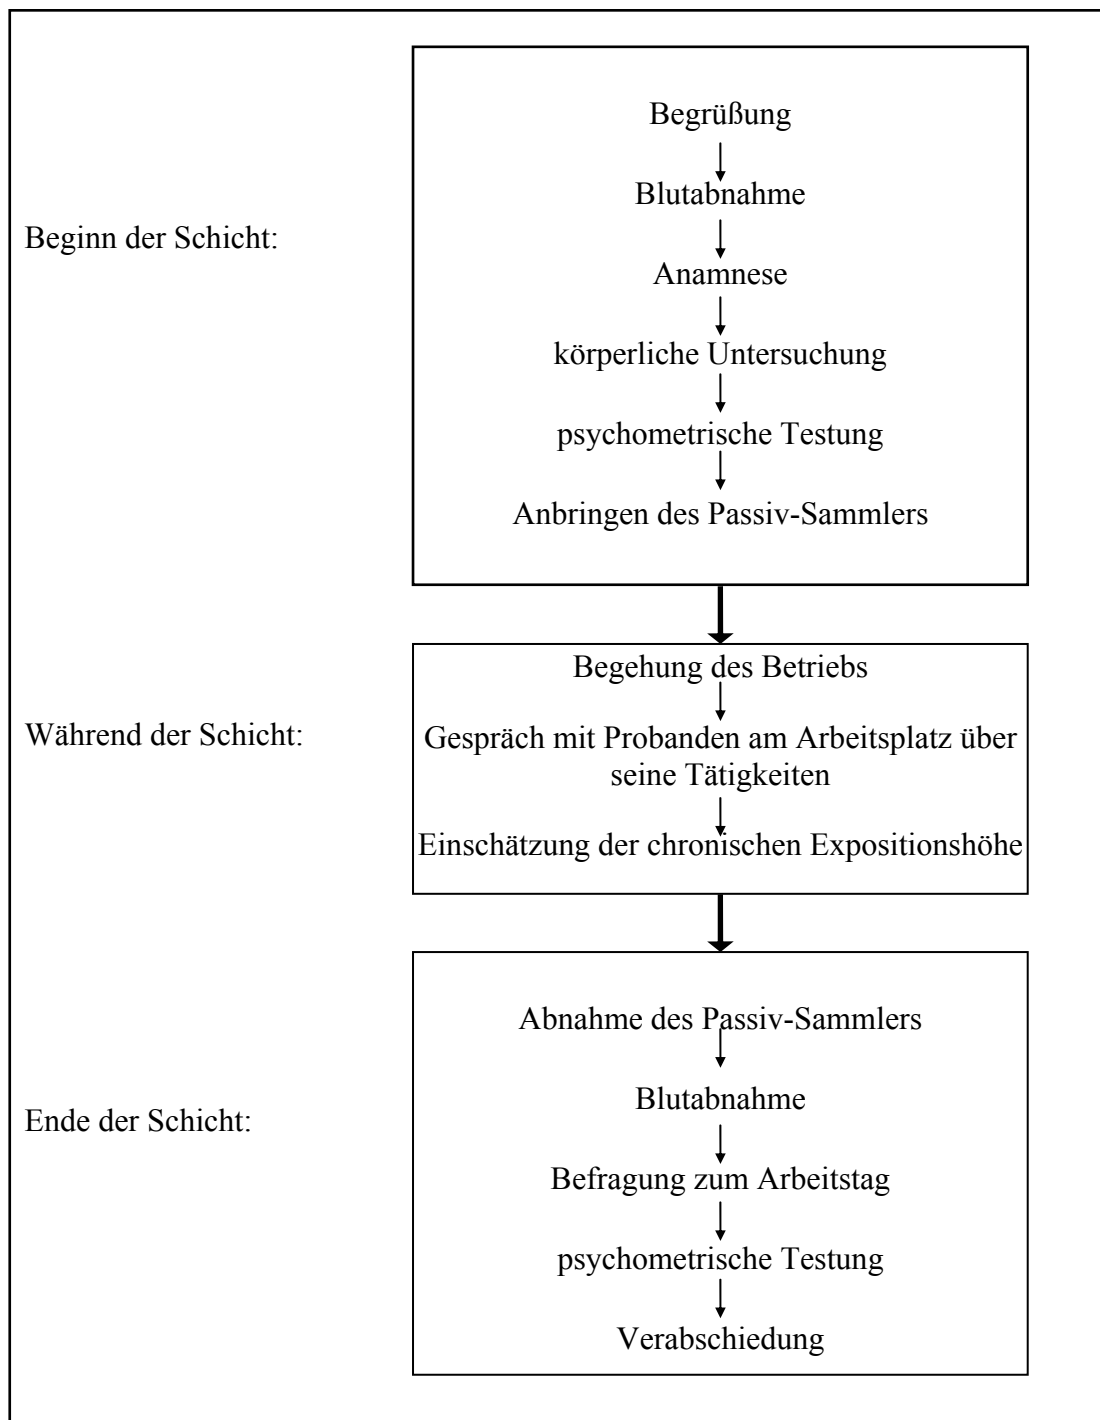 Begrüßung
Blutabnahme
Beginn der Schicht:
Anamnese
körperliche Untersuchung
psychometrische Testung
Anbringen des Passiv-Sammlers
Begehung des Betriebs
Während der Schicht:
Gespräch mit Probanden am Arbeitsplatz über
seine Tätigkeiten
Einschätzung der chronischen Expositionshöhe
Abnahme des Passiv-Sammlers
Blutabnahme
Ende der Schicht:
Befragung zum Arbeitstag
psychometrische Testung
Verabschiedung